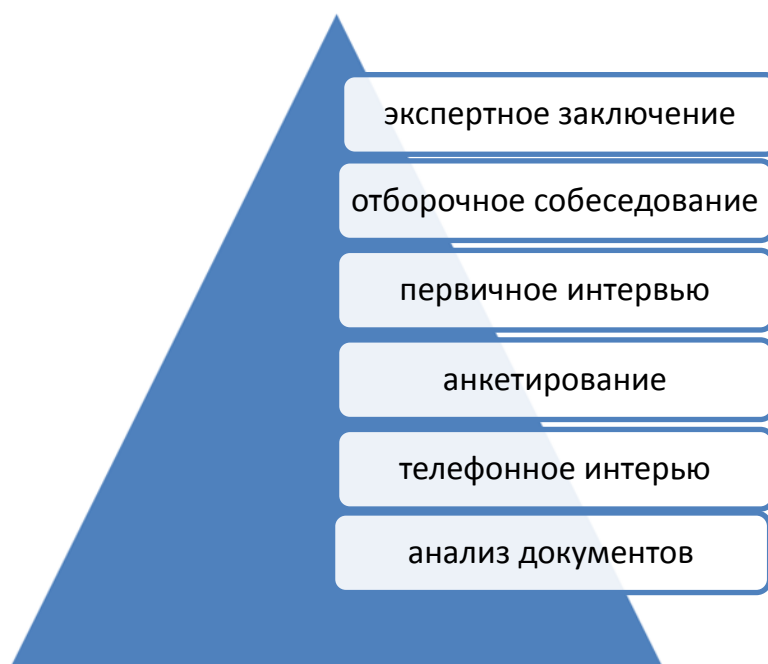 экспертное заключение
отборочное собеседование
первичное интервью
анкетирование
телефонное интерью
анализ документов